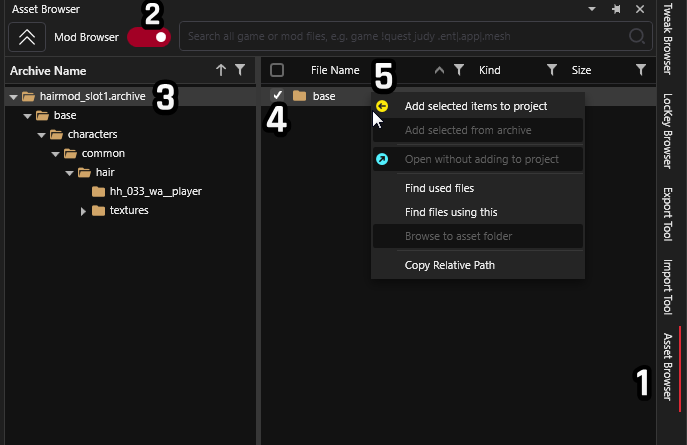 Asset Browser
2
Mod Browser
Search all game or mod files, e.g. game |quest judy .ent|.app|.mesh
Archive Name
File Name
5
Kind
Size
hairmod_slot1.archive
3
base
characters
common
hair
hh_033_wa__player
textures
base
4
Add selected items to project
Add selected from archive
Open without adding to project
Find used files
Find files using this
Browse to asset folder
Copy Relative Path
Tweak Browser
LocKey Browser
Export Tool
Import Tool
Asset Browser
1